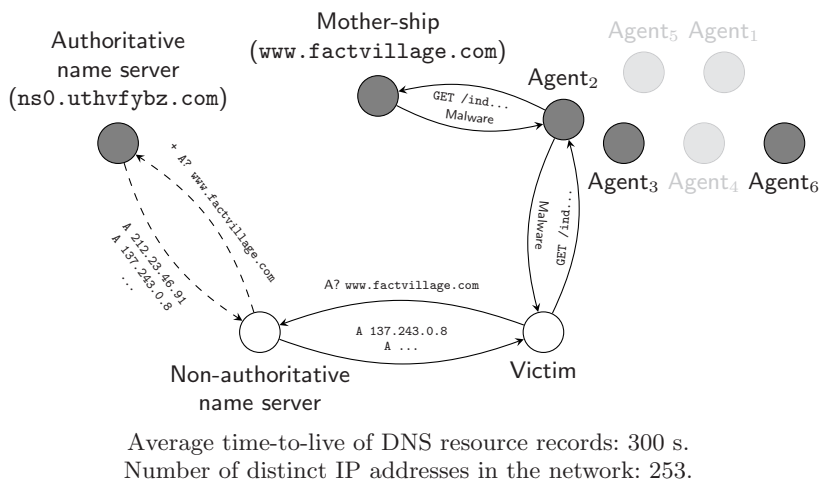 Authoritative
name server
(ns0.uthvfybz.com)
Mother-ship
(www.factvillage.com)
Agent₅
Agent₁
Agent₂
GET /ind...
Malware
Agent₃
Agent₄
Agent₆
+ A? www.factvillage.com
A 212.23.46.91
A 137.243.0.8
...
Malware
GET /ind...
A? www.factvillage.com
A 137.243.0.8
A ...
Non-authoritative
name server
Victim
Average time-to-live of DNS resource records: 300 s.
Number of distinct IP addresses in the network: 253.